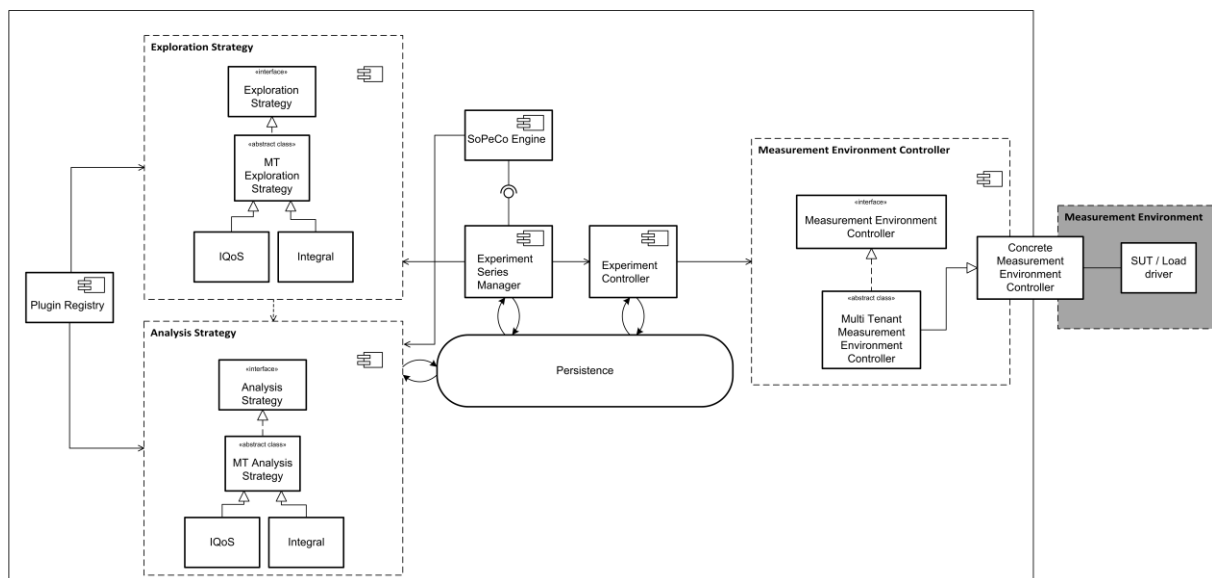 Exploration Strategy
«interface»
Exploration
Strategy
«abstract class»
MT
Exploration
Strategy
IQoS
Integral
Plugin Registry
Analysis Strategy
«interface»
Analysis
Strategy
«abstract class»
MT Analysis
Strategy
IQoS
Integral
SoPeCo Engine
Experiment
Series
Manager
Experiment
Controller
Persistence
Measurement Environment Controller
«interface»
Measurement Environment
Controller
«abstract class»
Multi Tenant
Measurement
Environment
Controller
Concrete
Measurement
Environment
Controller
Measurement Environment
SUT / Load
driver